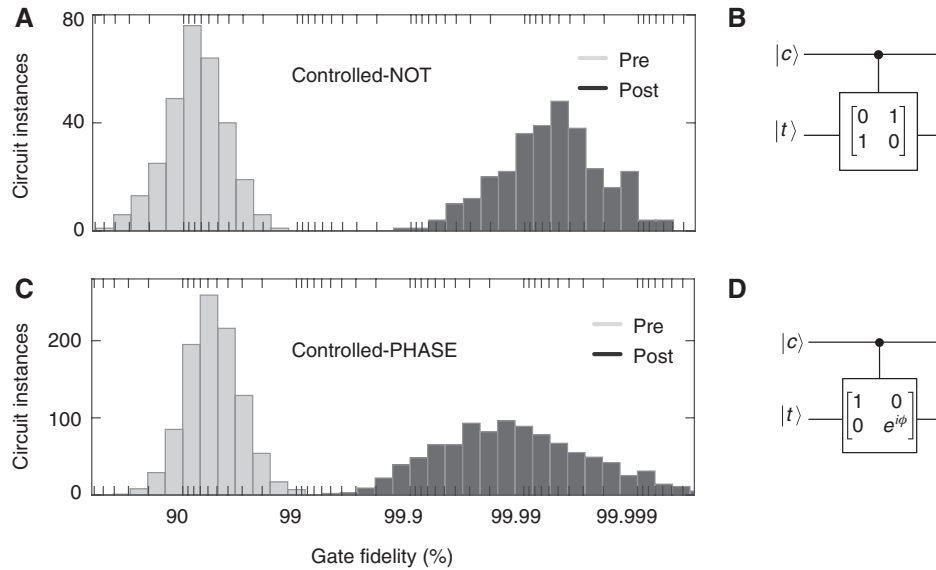 A
80
40
0
Circuit instances
Controlled-NOT
Pre
Post
B
|c⟩
|t⟩
[0 1
1 0]
C
200
100
0
Circuit instances
Controlled-PHASE
Pre
Post
90 99 99.9 99.99 99.999
Gate fidelity (%)
D
|c⟩
|t⟩
[1 0
0 e^{iϕ}]